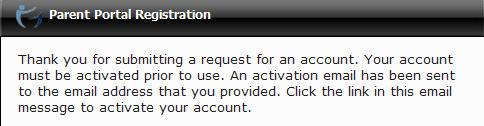 Parent Portal Registration
Thank you for submitting a request for an account. Your account
must be activated prior to use. An activation email has been sent
to the email address that you provided. Click the link in this email
message to activate your account.